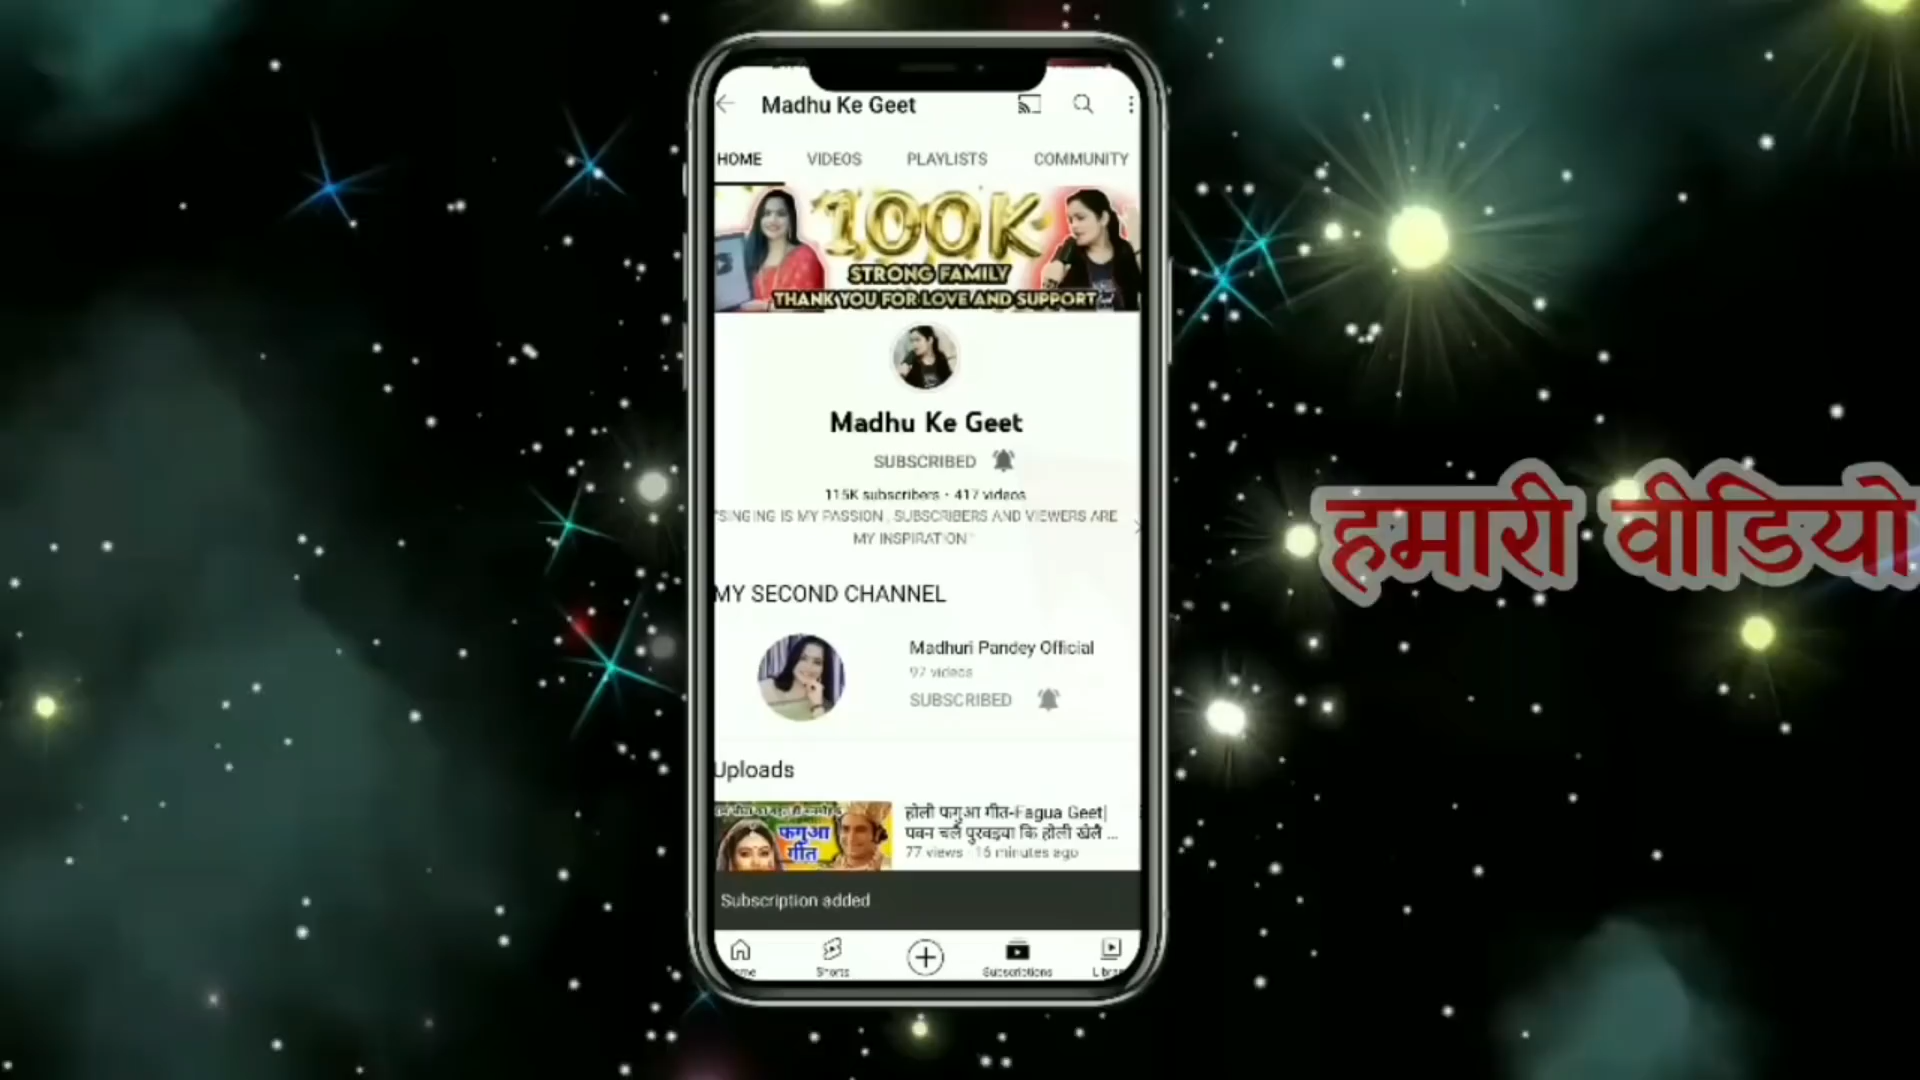 Madhu Ke Geet
HOME VIDEOS PLAYLISTS COMMUNITY
100K
STRONG FAMILY
THANK YOU FOR LOVE AND SUPPORT
Madhu Ke Geet
SUBSCRIBED
115K subscribers · 417 videos
"SINGING IS MY PASSION , SUBSCRIBERS AND VIEWERS ARE
MY INSPIRATION"
हमारी वीडियो
MY SECOND CHANNEL
Madhuri Pandey Official
97 videos
SUBSCRIBED
Uploads
फगुआ
गीत
होली फगुआ गीत-Fagua Geet|
पवन चलै पुरवइया कि होली खेलै ...
77 views · 16 minutes ago
Subscription added
Shorts Subscriptions